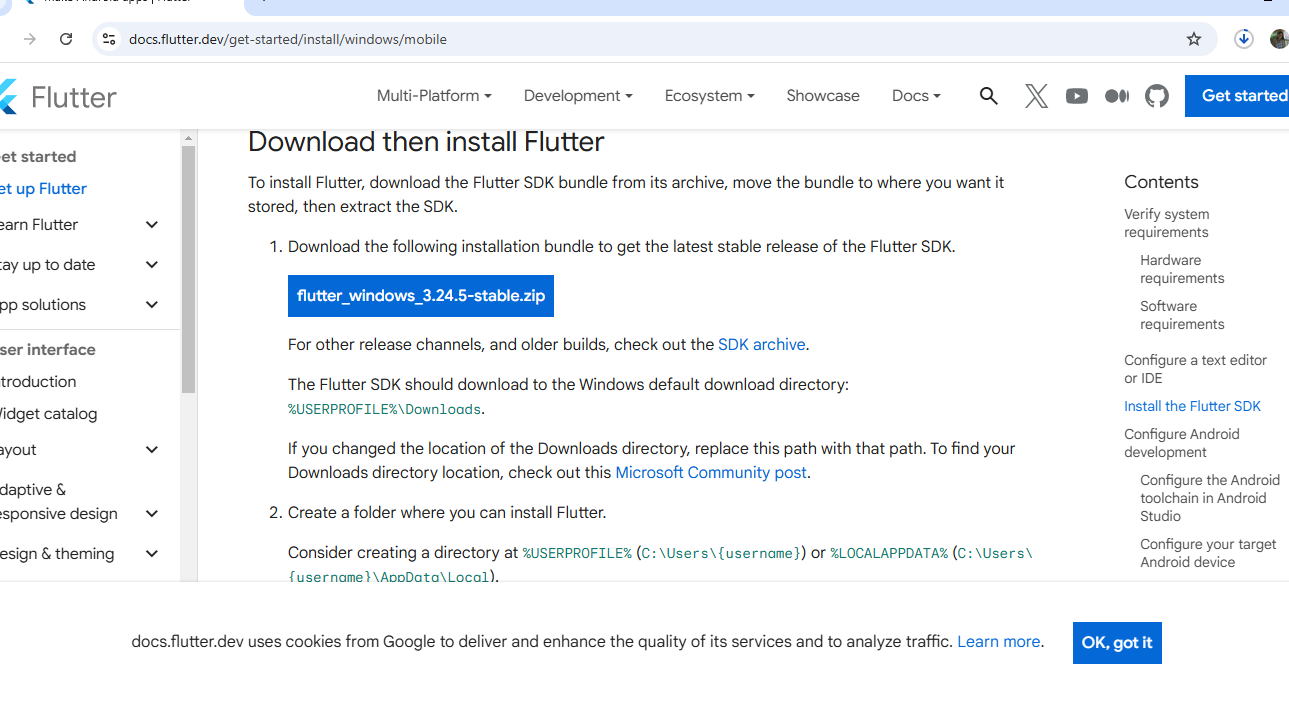 docs.flutter.dev/get-started/install/windows/mobile
Flutter
Multi-Platform
Development
Ecosystem
Showcase
Docs
Get started
et started
et up Flutter
earn Flutter
tay up to date
pp solutions
ser interface
ntroduction
idget catalog
ayout
daptive &
esponsive design
esign & theming
Download then install Flutter
To install Flutter, download the Flutter SDK bundle from its archive, move the bundle to where you want it
stored, then extract the SDK.
1. Download the following installation bundle to get the latest stable release of the Flutter SDK.
flutter_windows_3.24.5-stable.zip
For other release channels, and older builds, check out the SDK archive.
The Flutter SDK should download to the Windows default download directory:
%USERPROFILE%\Downloads.
If you changed the location of the Downloads directory, replace this path with that path. To find your
Downloads directory location, check out this Microsoft Community post.
2. Create a folder where you can install Flutter.
Consider creating a directory at %USERPROFILE% (C:\Users\{username}) or %LOCALAPPDATA% (C:\Users\
{username}\AppData\Local).
Contents
Verify system
requirements
Hardware
requirements
Software
requirements
Configure a text editor
or IDE
Install the Flutter SDK
Configure Android
development
Configure the Android
toolchain in Android
Studio
Configure your target
Android device
docs.flutter.dev uses cookies from Google to deliver and enhance the quality of its services and to analyze traffic. Learn more.
OK, got it